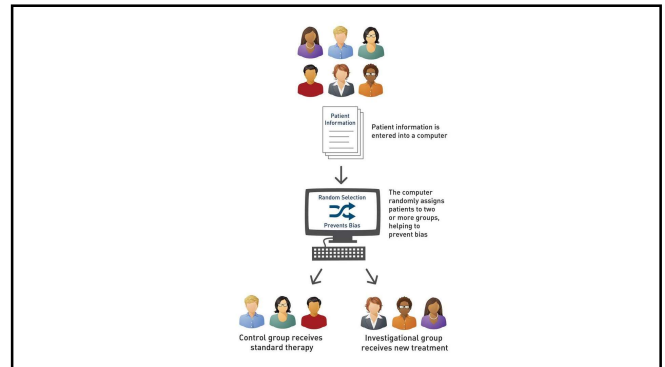 Patient
Information
Patient information is
entered into a computer
Random Selection
Prevents Bias
The computer
randomly assigns
patients to two
or more groups,
helping to
prevent bias
Control group receives
standard therapy
Investigational group
receives new treatment